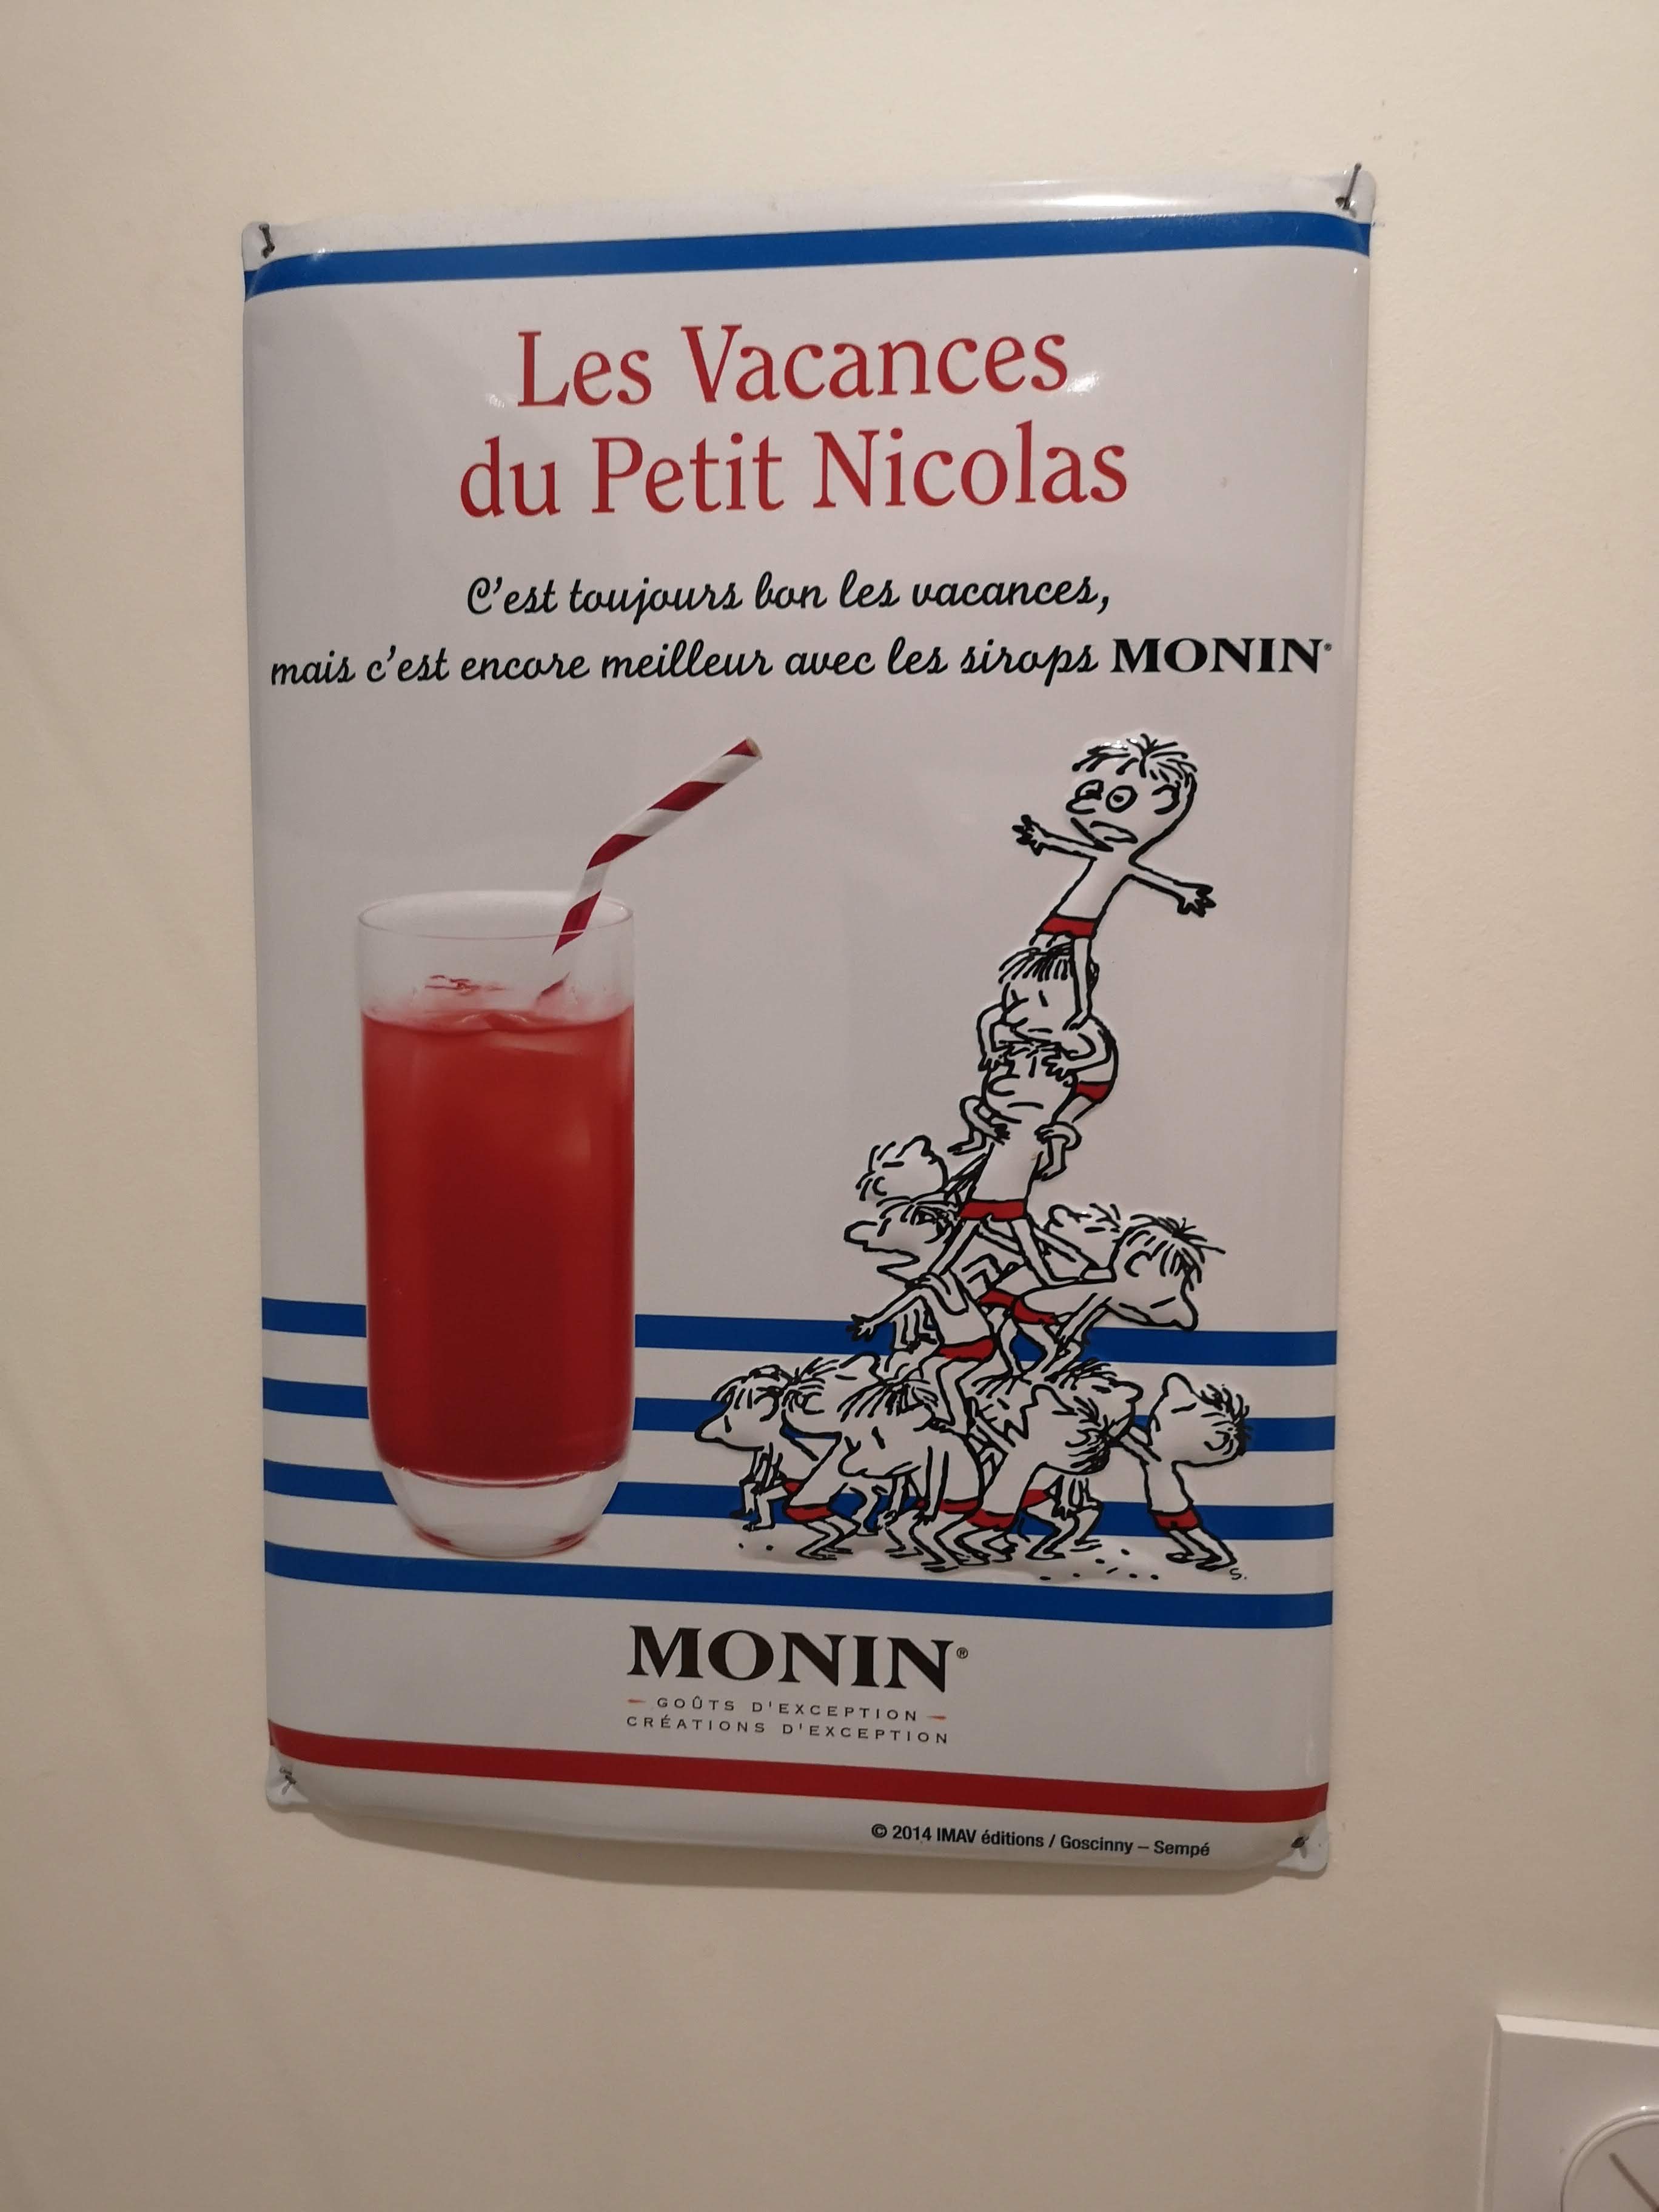 Les Vacances
du Petit Nicolas
C'est toujours bon les vacances,
mais c'est encore meilleur avec les sirops MONIN®
S.
MONIN®
GOÛTS D'EXCEPTION
CRÉATIONS D'EXCEPTION
© 2014 IMAV éditions / Goscinny – Sempé